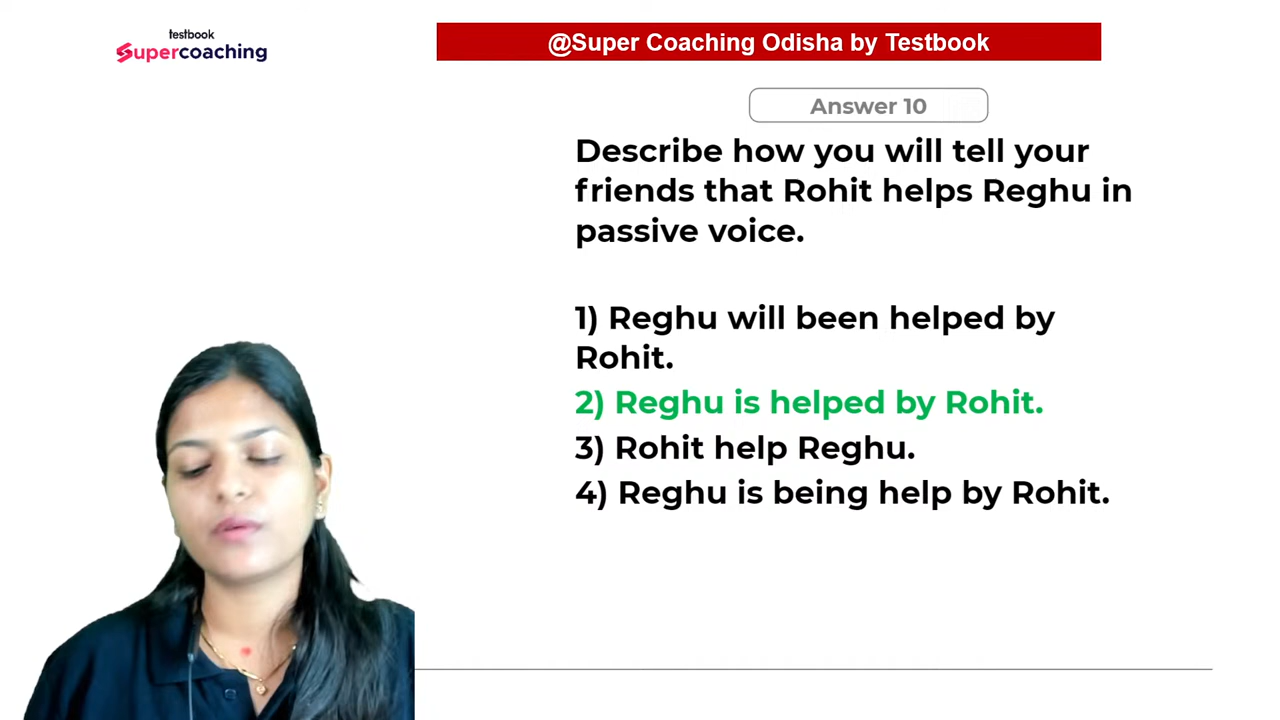 testbook
Supercoaching
@Super Coaching Odisha by Testbook
Answer 10
Describe how you will tell your
friends that Rohit helps Reghu in
passive voice.
1) Reghu will been helped by
Rohit.
2) Reghu is helped by Rohit.
3) Rohit help Reghu.
4) Reghu is being help by Rohit.